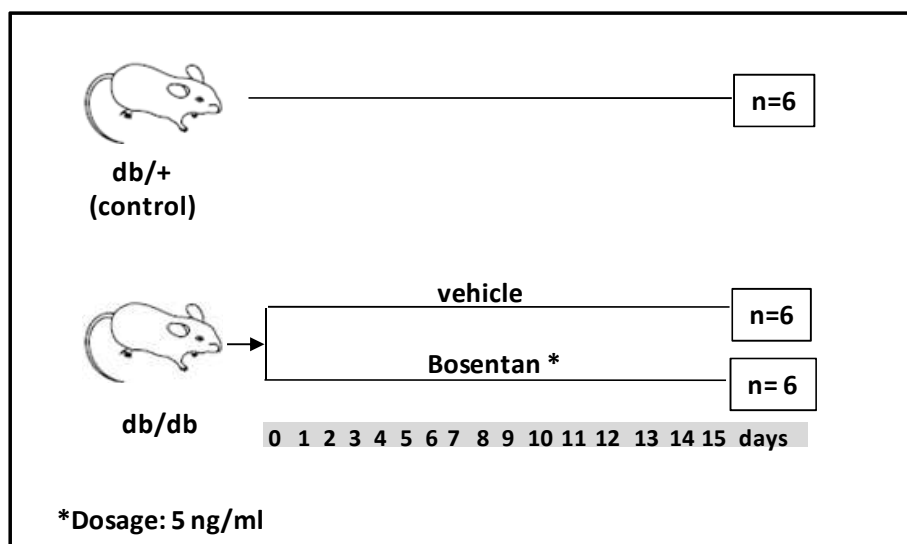 n=6
db/+
(control)
vehicle
n=6
Bosentan *
n= 6
db/db
0 1 2 3 4 5 6 7 8 9 10 11 12 13 14 15 days
*Dosage: 5 ng/ml